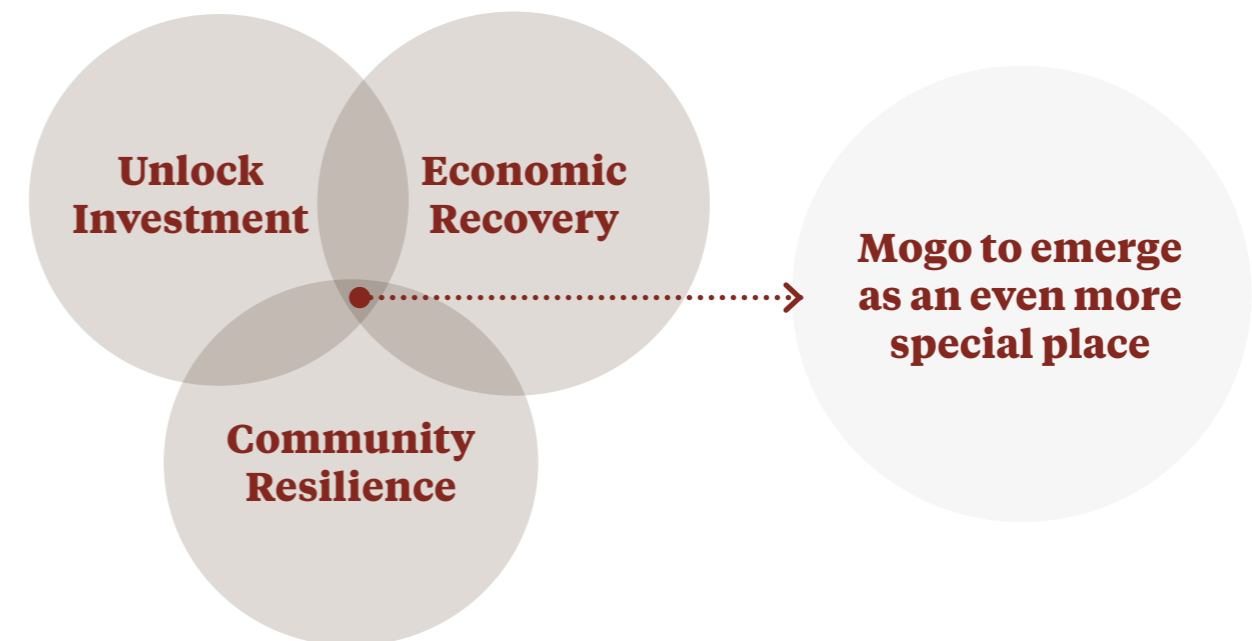 Unlock
Investment
Economic
Recovery
Community
Resilience
Mogo to emerge
as an even more
special place